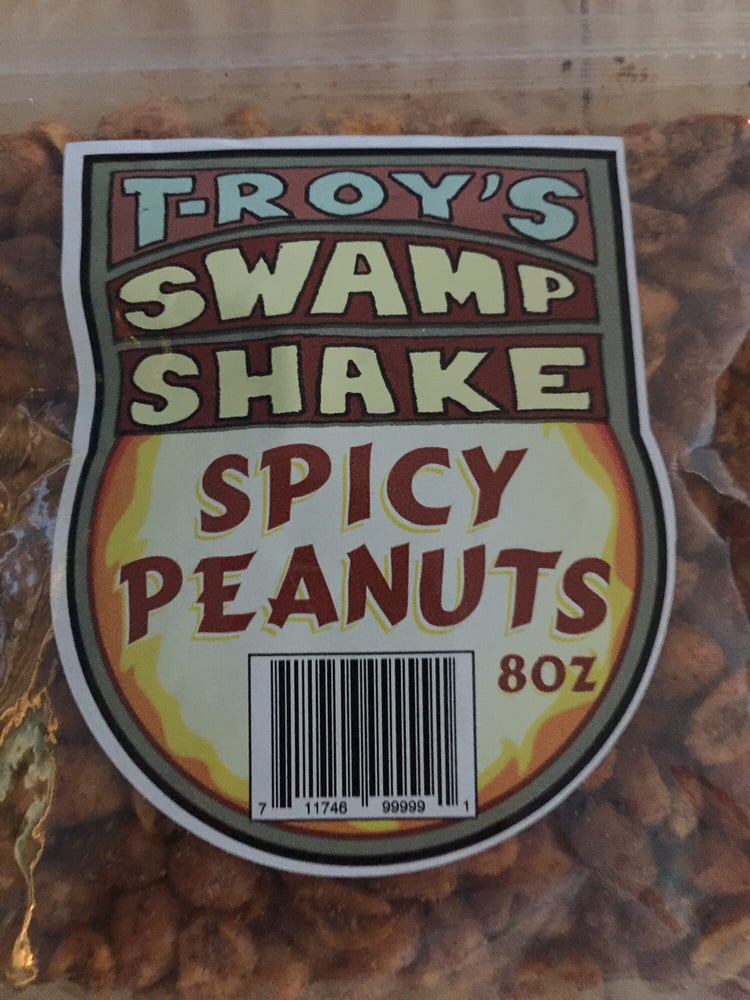 T-ROY'S
SWAMP
SHAKE
SPICY
PEANUTS
8OZ
7 11746 99999 1